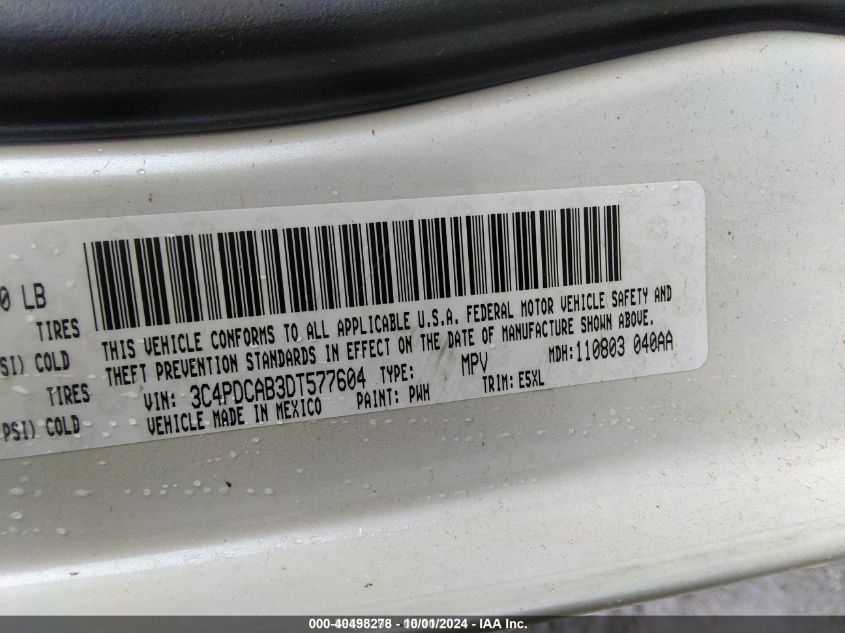 0 LB
TIRES
SI) COLD
TIRES
PSI) COLD
THIS VEHICLE CONFORMS TO ALL APPLICABLE U.S.A. FEDERAL MOTOR VEHICLE SAFETY AND
THEFT PREVENTION STANDARDS IN EFFECT ON THE DATE OF MANUFACTURE SHOWN ABOVE.
VIN: 3C4PDCAB3DT577604 TYPE: MPV MDH:110803 040AA
VEHICLE MADE IN MEXICO PAINT: PWH TRIM: E5XL
000-40498278 - 10/01/2024 - IAA Inc.